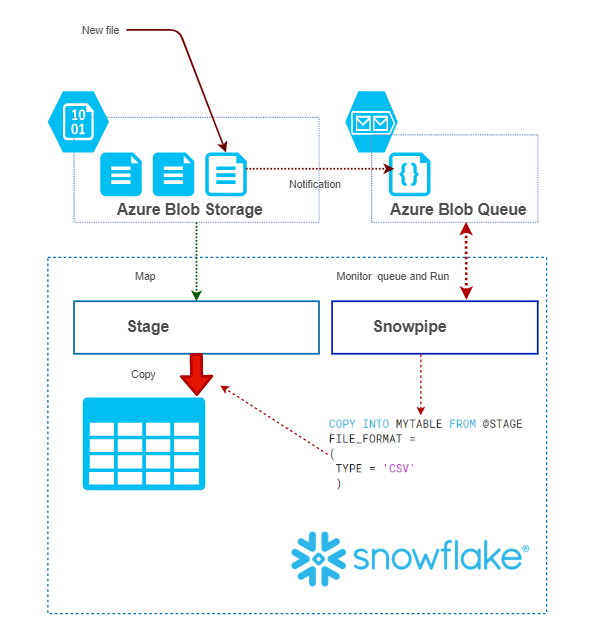 New file
10
01
Notification
Azure Blob Storage
Azure Blob Queue
Map
Monitor queue and Run
Stage
Snowpipe
Copy
COPY INTO MYTABLE FROM @STAGE
FILE_FORMAT =
(
TYPE = 'CSV'
)
{}
snowflake®